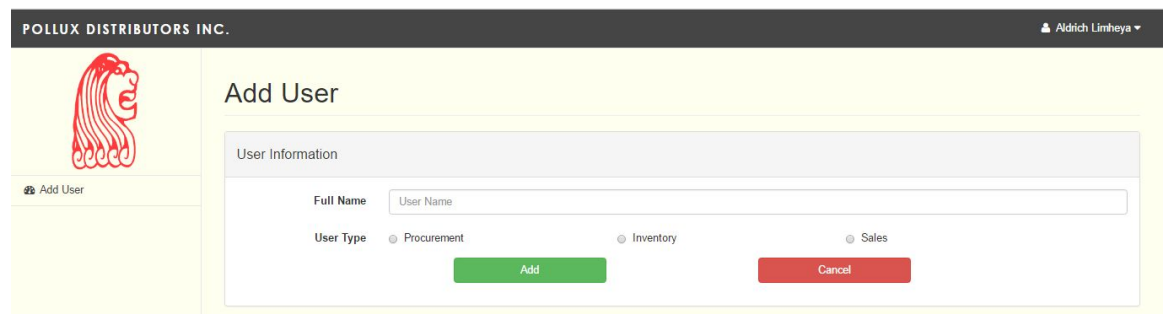 POLLUX DISTRIBUTORS INC.
Aldrich Limheya
Add User
Add User
User Information
Full Name User Name
User Type Procurement Inventory Sales
Add Cancel